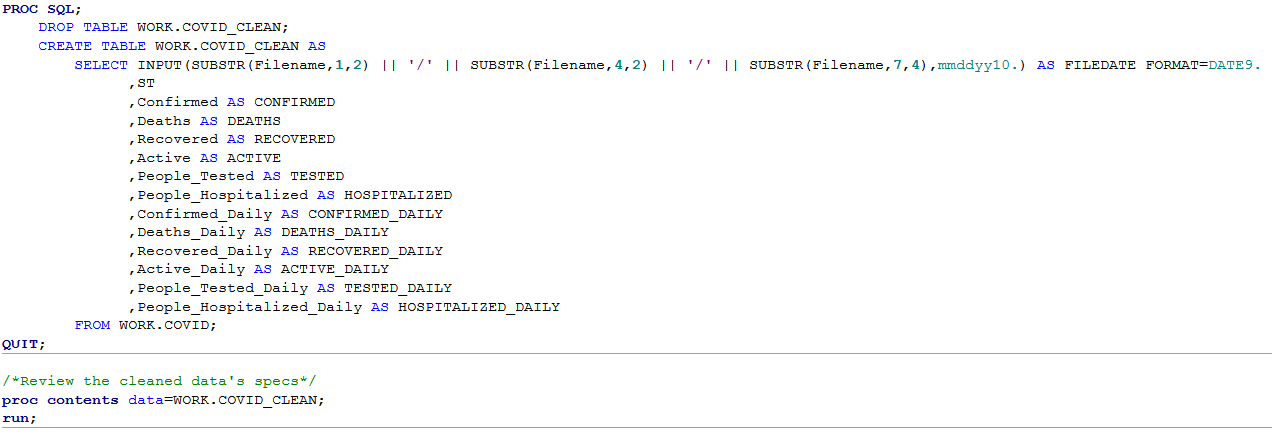 PROC SQL;
    DROP TABLE WORK.COVID_CLEAN;
    CREATE TABLE WORK.COVID_CLEAN AS
        SELECT INPUT(SUBSTR(Filename,1,2) || '/' || SUBSTR(Filename,4,2) || '/' || SUBSTR(Filename,7,4),mmddyy10.) AS FILEDATE FORMAT=DATE9.
              ,ST
              ,Confirmed AS CONFIRMED
              ,Deaths AS DEATHS
              ,Recovered AS RECOVERED
              ,Active AS ACTIVE
              ,People_Tested AS TESTED
              ,People_Hospitalized AS HOSPITALIZED
              ,Confirmed_Daily AS CONFIRMED_DAILY
              ,Deaths_Daily AS DEATHS_DAILY
              ,Recovered_Daily AS RECOVERED_DAILY
              ,Active_Daily AS ACTIVE_DAILY
              ,People_Tested_Daily AS TESTED_DAILY
              ,People_Hospitalized_Daily AS HOSPITALIZED_DAILY
        FROM WORK.COVID;
QUIT;
/*Review the cleaned data's specs*/
proc contents data=WORK.COVID_CLEAN;
run;